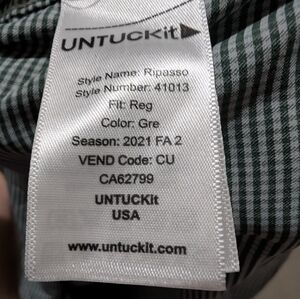 UNTUCKit
Style Name: Ripasso
Style Number: 41013
Fit: Reg
Color: Gre
Season: 2021 FA 2
VEND Code: CU
CA62799
UNTUCKit
USA
www.untuckit.com